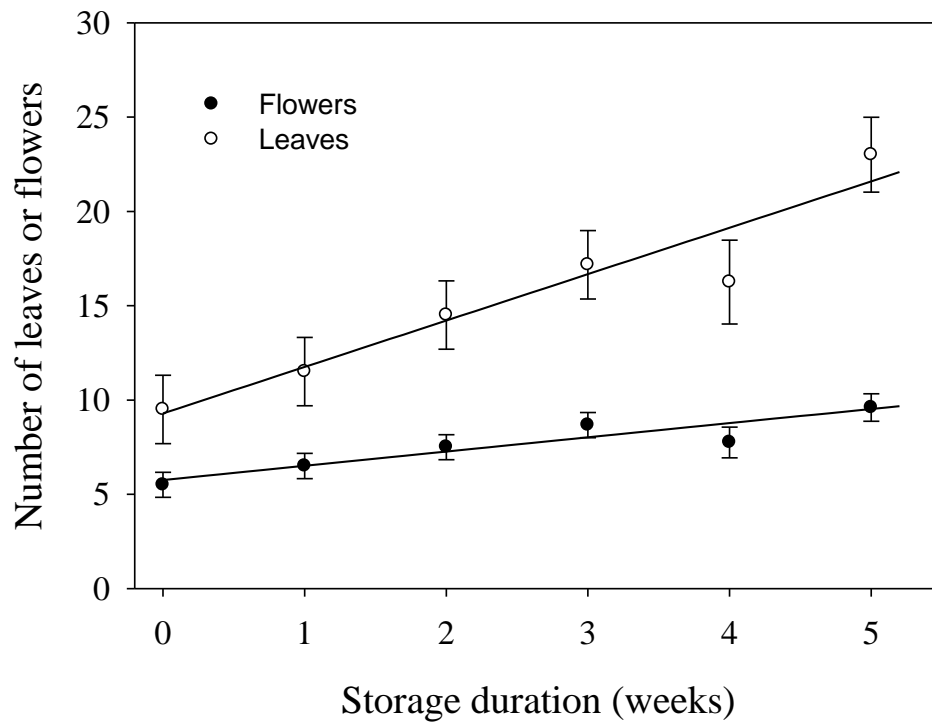 30
25
20
15
10
5
0
Number of leaves or flowers
Flowers
Leaves
0 1 2 3 4 5
Storage duration (weeks)